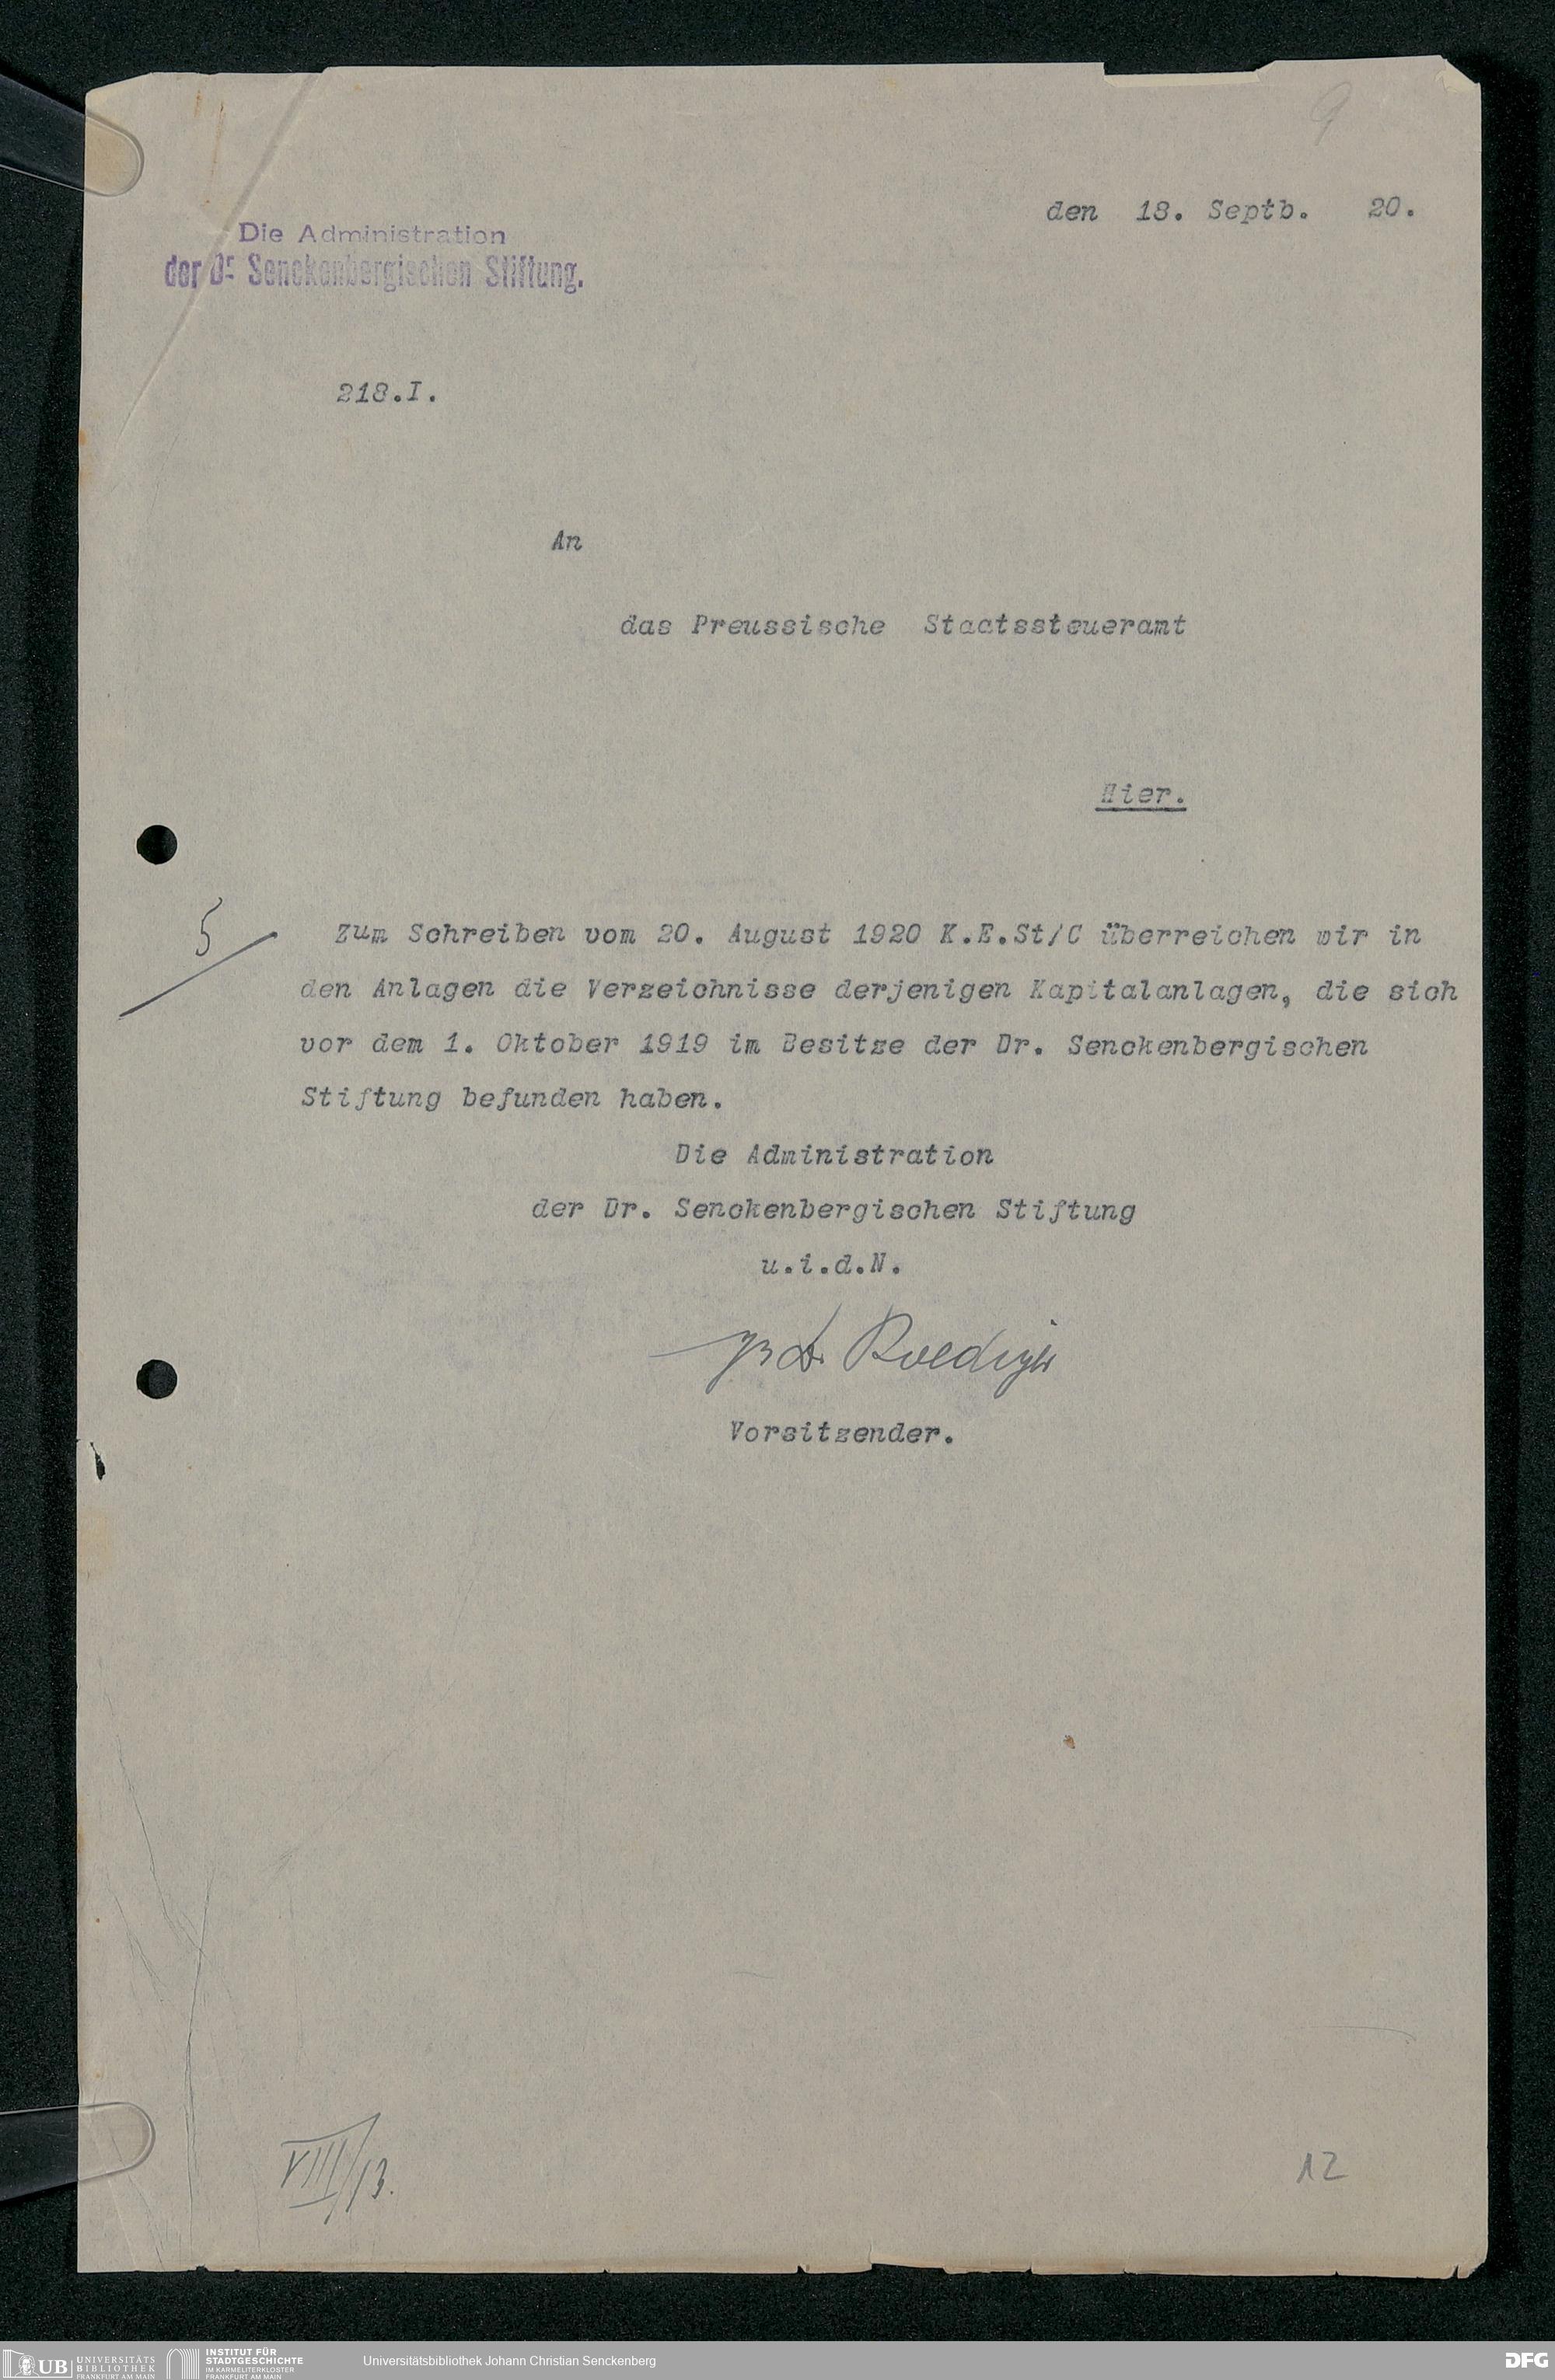 9
den 18. Septb. 20.
Die Administration
der Dr. Senckenbergischen Stiftung.
218.I.
An
das Preussische Staatssteueramt
Hier.
5
Zum Schreiben vom 20. August 1920 K.E.St/C überreichen wir in
den Anlagen die Verzeichnisse derjenigen Kapitalanlagen, die sich
vor dem 1. Oktober 1919 im Besitze der Dr. Senckenbergischen
Stiftung befunden haben.
Die Administration
der Dr. Senckenbergischen Stiftung
u.i.d.N.
Dr Roediger
Vorsitzender.
VIII/13.
12
UB UNIVERSITÄTS
BIBLIOTHEK
FRANKFURT AM MAIN
INSTITUT FÜR
STADTGESCHICHTE
IM KARMELITERKLOSTER
FRANKFURT AM MAIN
Universitätsbibliothek Johann Christian Senckenberg
DFG